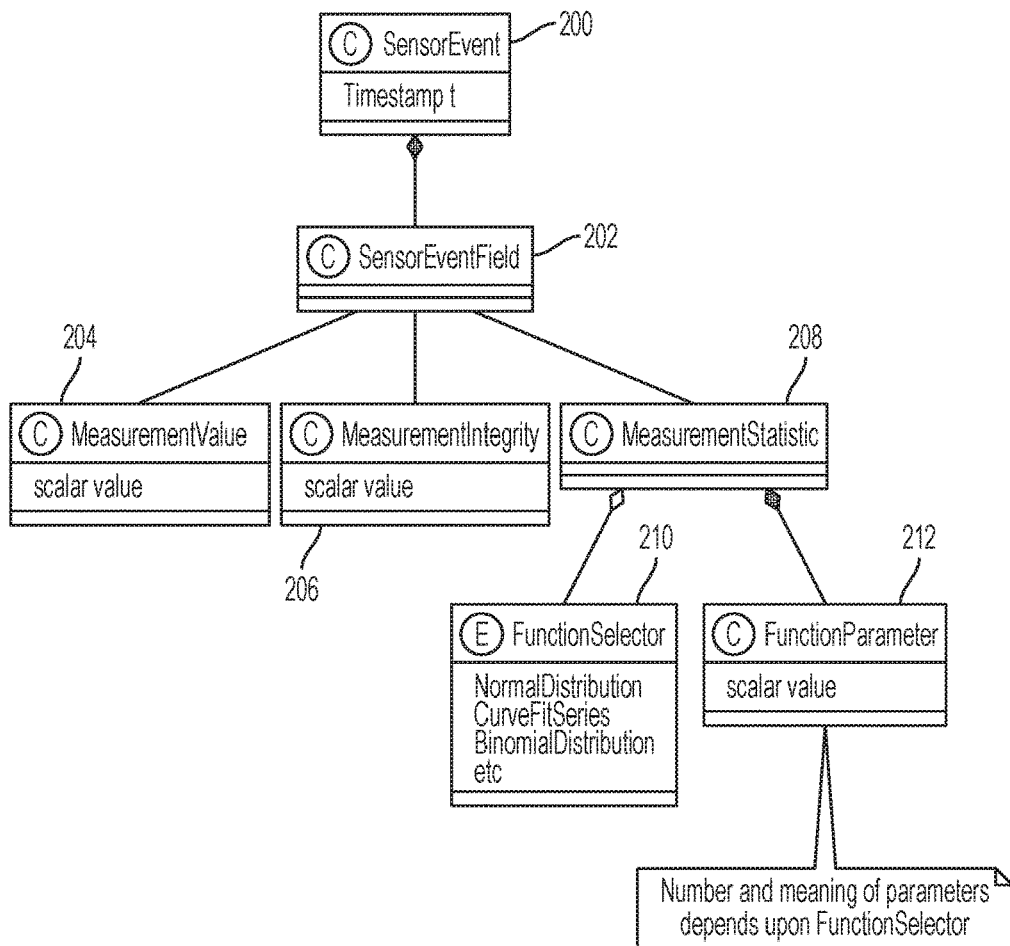 C SensorEvent
200
Timestamp t
C SensorEventField
202
204
208
C MeasurementValue
scalar value
C MeasurementIntegrity
scalar value
C MeasurementStatistic
206
210
212
E FunctionSelector
NormalDistribution
CurveFitSeries
BinomialDistribution
etc
C FunctionParameter
scalar value
Number and meaning of parameters
depends upon FunctionSelector